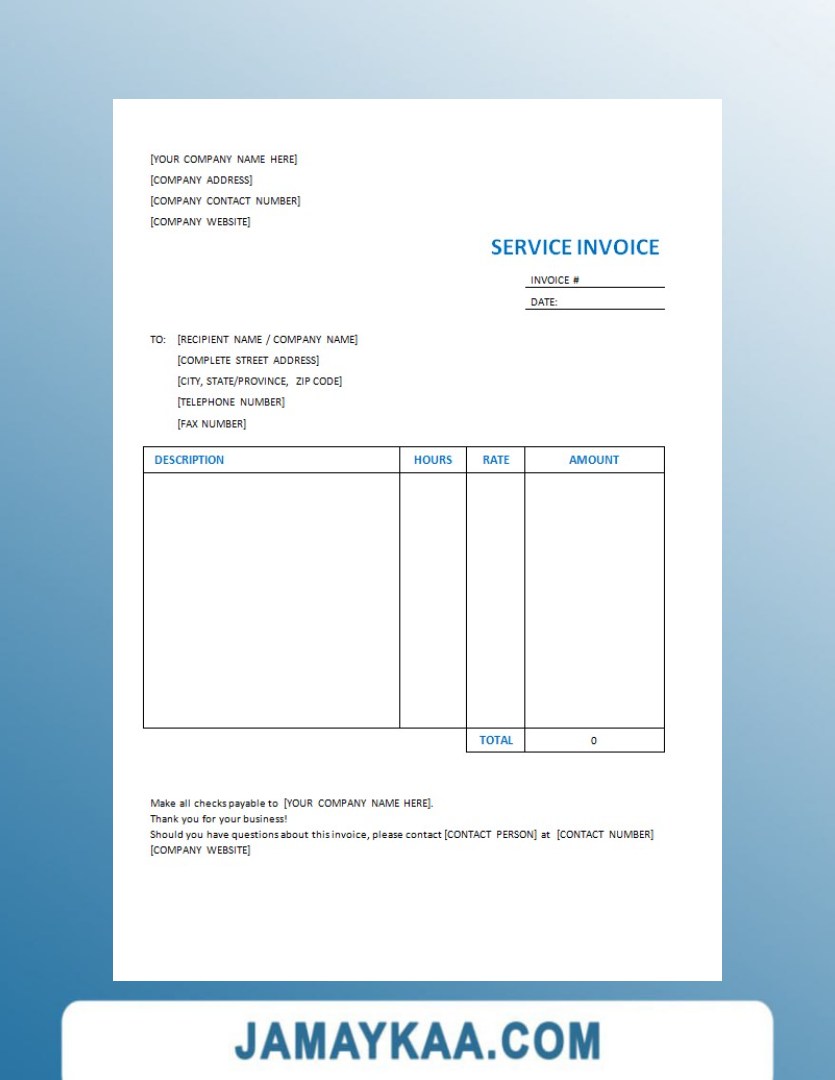 [YOUR COMPANY NAME HERE]
[COMPANY ADDRESS]
[COMPANY CONTACT NUMBER]
[COMPANY WEBSITE]
SERVICE INVOICE
INVOICE #
DATE:
TO: [RECIPIENT NAME / COMPANY NAME]
[COMPLETE STREET ADDRESS]
[CITY, STATE/PROVINCE, ZIP CODE]
[TELEPHONE NUMBER]
[FAX NUMBER]
DESCRIPTION HOURS RATE AMOUNT
TOTAL 0
Make all checks payable to [YOUR COMPANY NAME HERE].
Thank you for your business!
Should you have questions about this invoice, please contact [CONTACT PERSON] at [CONTACT NUMBER]
[COMPANY WEBSITE]
JAMAYKAA.COM